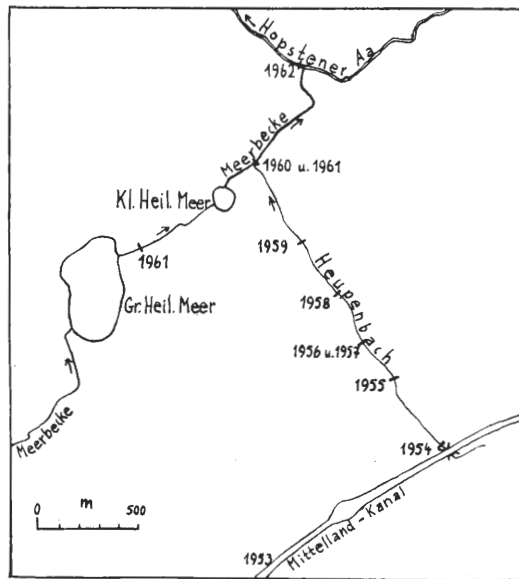 Hopstener Aa
1962
Meerbecke
1960 u. 1961
Kl. Heil. Meer
1961
1959
Gr. Heil. Meer
Heupenbach
1958
1956 u. 1957
1955
Meerbecke
1954
0 m 500
Mittelland-Kanal
1953